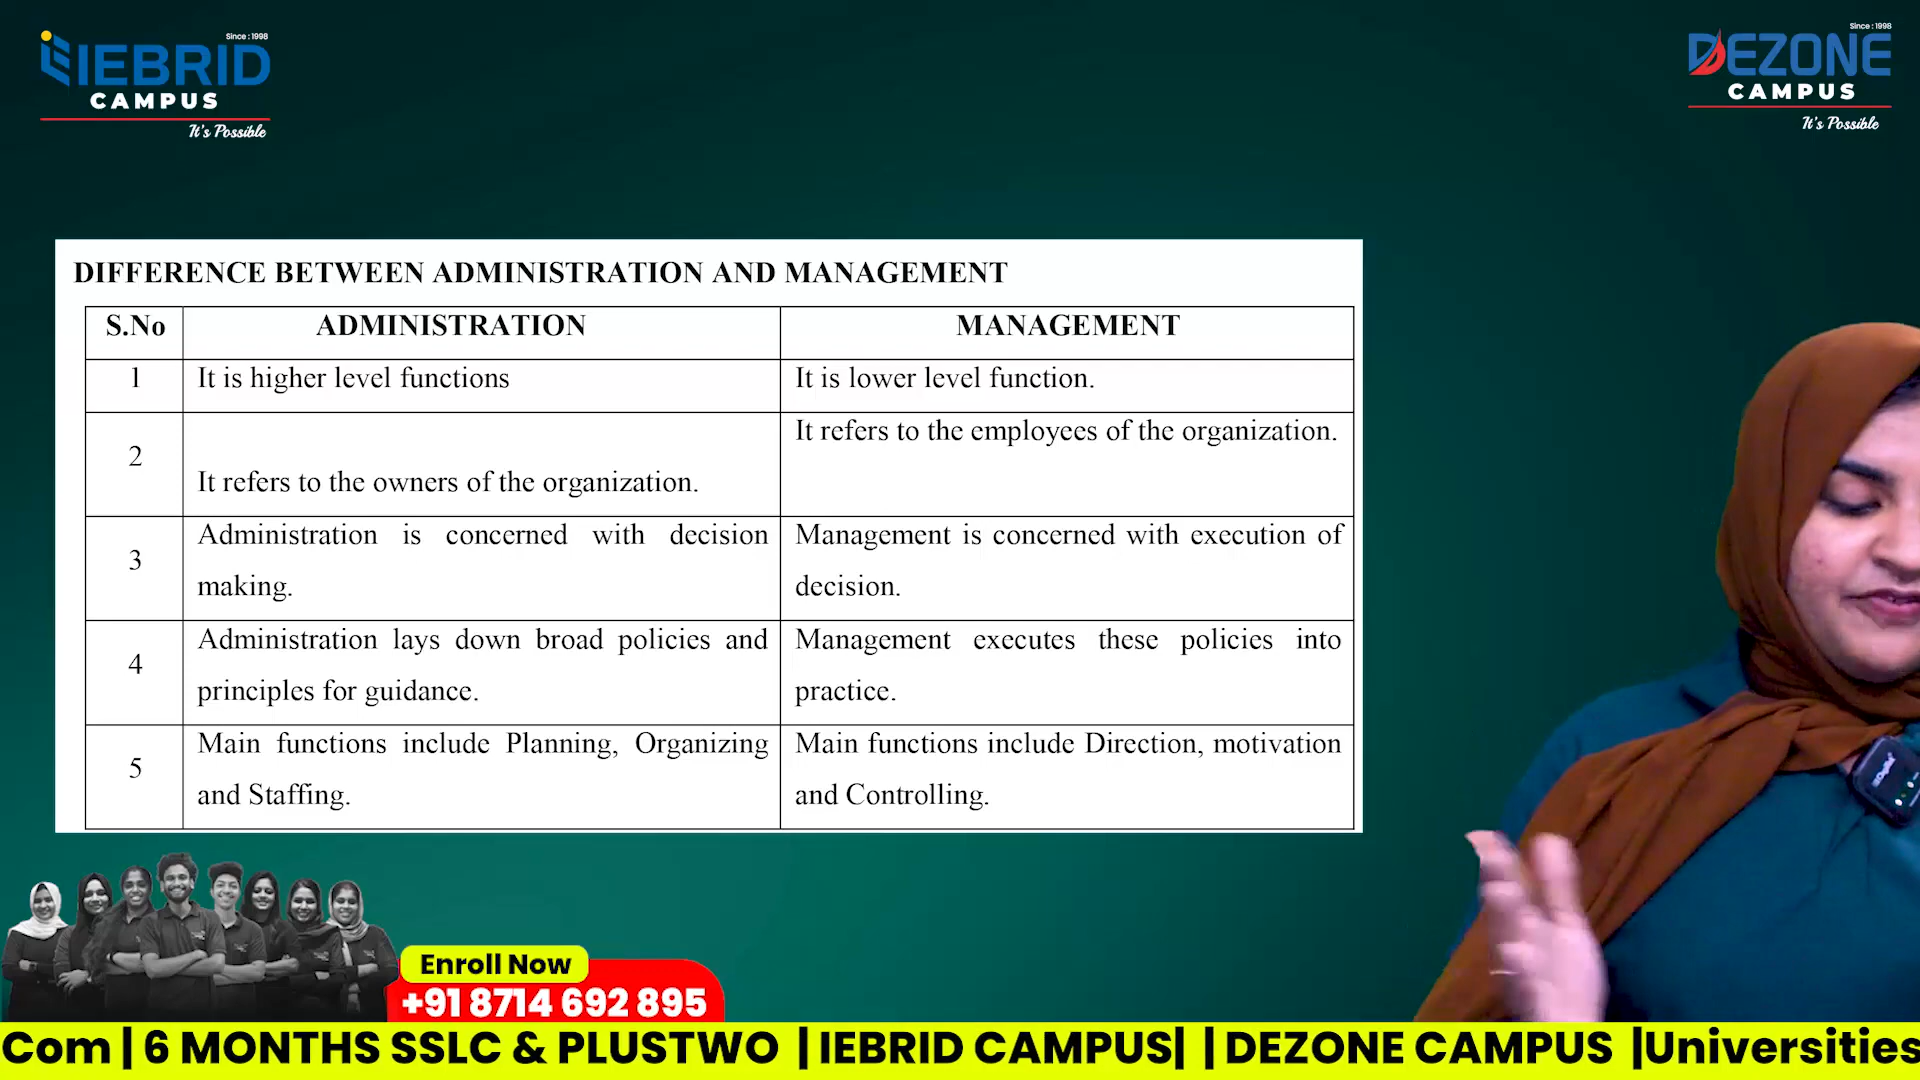 Since : 1998
IEBRID
CAMPUS
It's Possible
Since : 1998
DEZONE
CAMPUS
It's Possible
DIFFERENCE BETWEEN ADMINISTRATION AND MANAGEMENT
S.No ADMINISTRATION MANAGEMENT
1 It is higher level functions It is lower level function.
It refers to the employees of the organization.
2
It refers to the owners of the organization.
Administration is concerned with decision Management is concerned with execution of
3
making. decision.
Administration lays down broad policies and Management executes these policies into
4
principles for guidance. practice.
Main functions include Planning, Organizing Main functions include Direction, motivation
5
and Staffing. and Controlling.
Enroll Now
+91 8714 692 895
Com | 6 MONTHS SSLC & PLUSTWO | IEBRID CAMPUS| | DEZONE CAMPUS |Universities